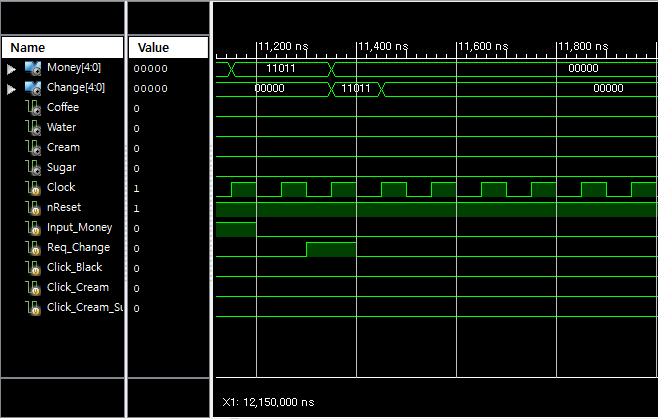 Name Value 11,200 ns 11,400 ns 11,600 ns 11,800 ns
Money[4:0] 00000 11011 00000
Change[4:0] 00000 00000 11011 00000
Coffee 0
Water 0
Cream 0
Sugar 0
Clock 1
nReset 1
Input_Money 0
Req_Change 0
Click_Black 0
Click_Cream 0
Click_Cream_Su 0
X1: 12,150,000 ns